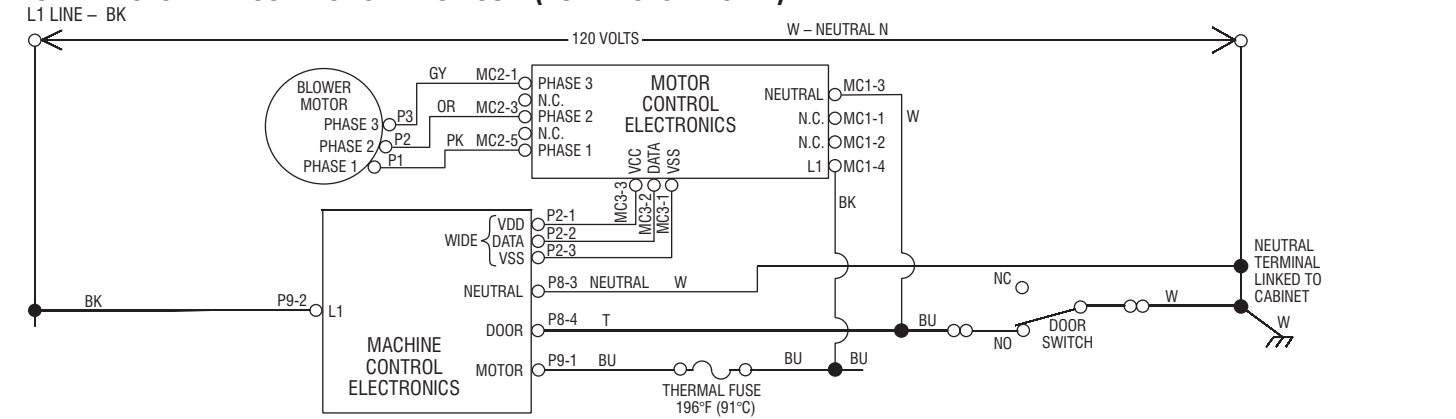 L1 LINE – BK
120 VOLTS
W – NEUTRAL N
BLOWER
MOTOR
PHASE 3
PHASE 2
PHASE 1
P3
P2
P1
GY
OR
PK
MC2-1
MC2-3
MC2-5
PHASE 3
N.C.
PHASE 2
N.C.
PHASE 1
MOTOR
CONTROL
ELECTRONICS
VCC
DATA
VSS
NEUTRAL
N.C.
N.C.
L1
MC1-3
MC1-1
MC1-2
MC1-4
W
BK
MC3-3
MC3-2
MC3-1
WIDE
VDD
DATA
VSS
P2-1
P2-2
P2-3
NEUTRAL
P8-3 NEUTRAL W
NC
NEUTRAL
TERMINAL
LINKED TO
CABINET
BK
P9-2
L1
DOOR
P8-4 T
BU
NO
DOOR
SWITCH
W
W
MACHINE
CONTROL
ELECTRONICS
MOTOR
P9-1 BU
BU
BU
THERMAL FUSE
196°F (91°C)